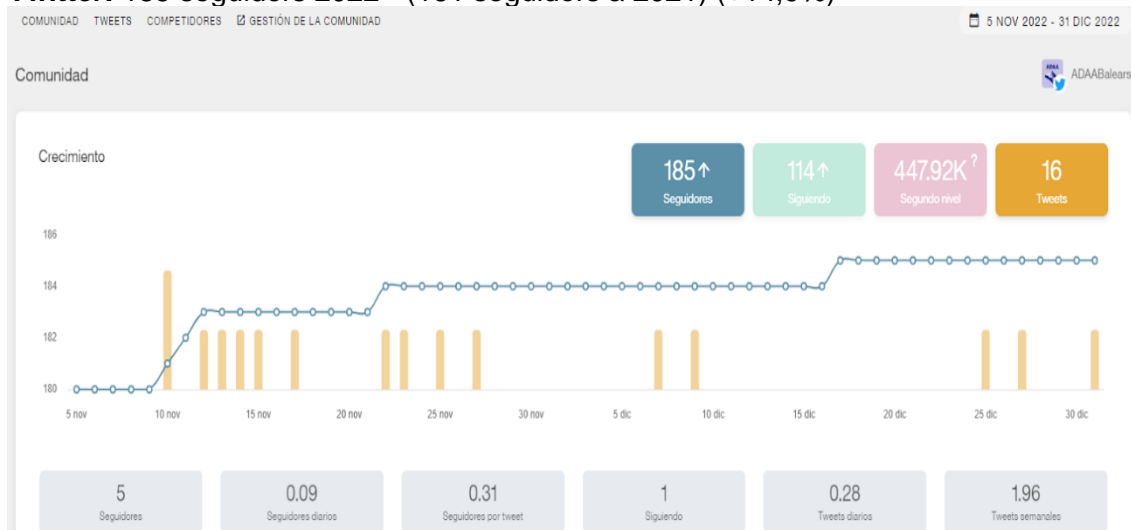 COMUNIDAD TWEETS COMPETIDORES GESTIÓN DE LA COMUNIDAD 5 NOV 2022 - 31 DIC 2022
Comunidad ADAABalears
Crecimiento
185↑ 114↑ 447.92K ? 16
Seguidores Siguiendo Segundo nivel Tweets
186
184
182
180
5 nov 10 nov 15 nov 20 nov 25 nov 30 nov 5 dic 10 dic 15 dic 20 dic 25 dic 30 dic
5 0.09 0.31 1 0.28 1.96
Seguidores Seguidores diarios Seguidores por tweet Siguiendo Tweets diarios Tweets semanales